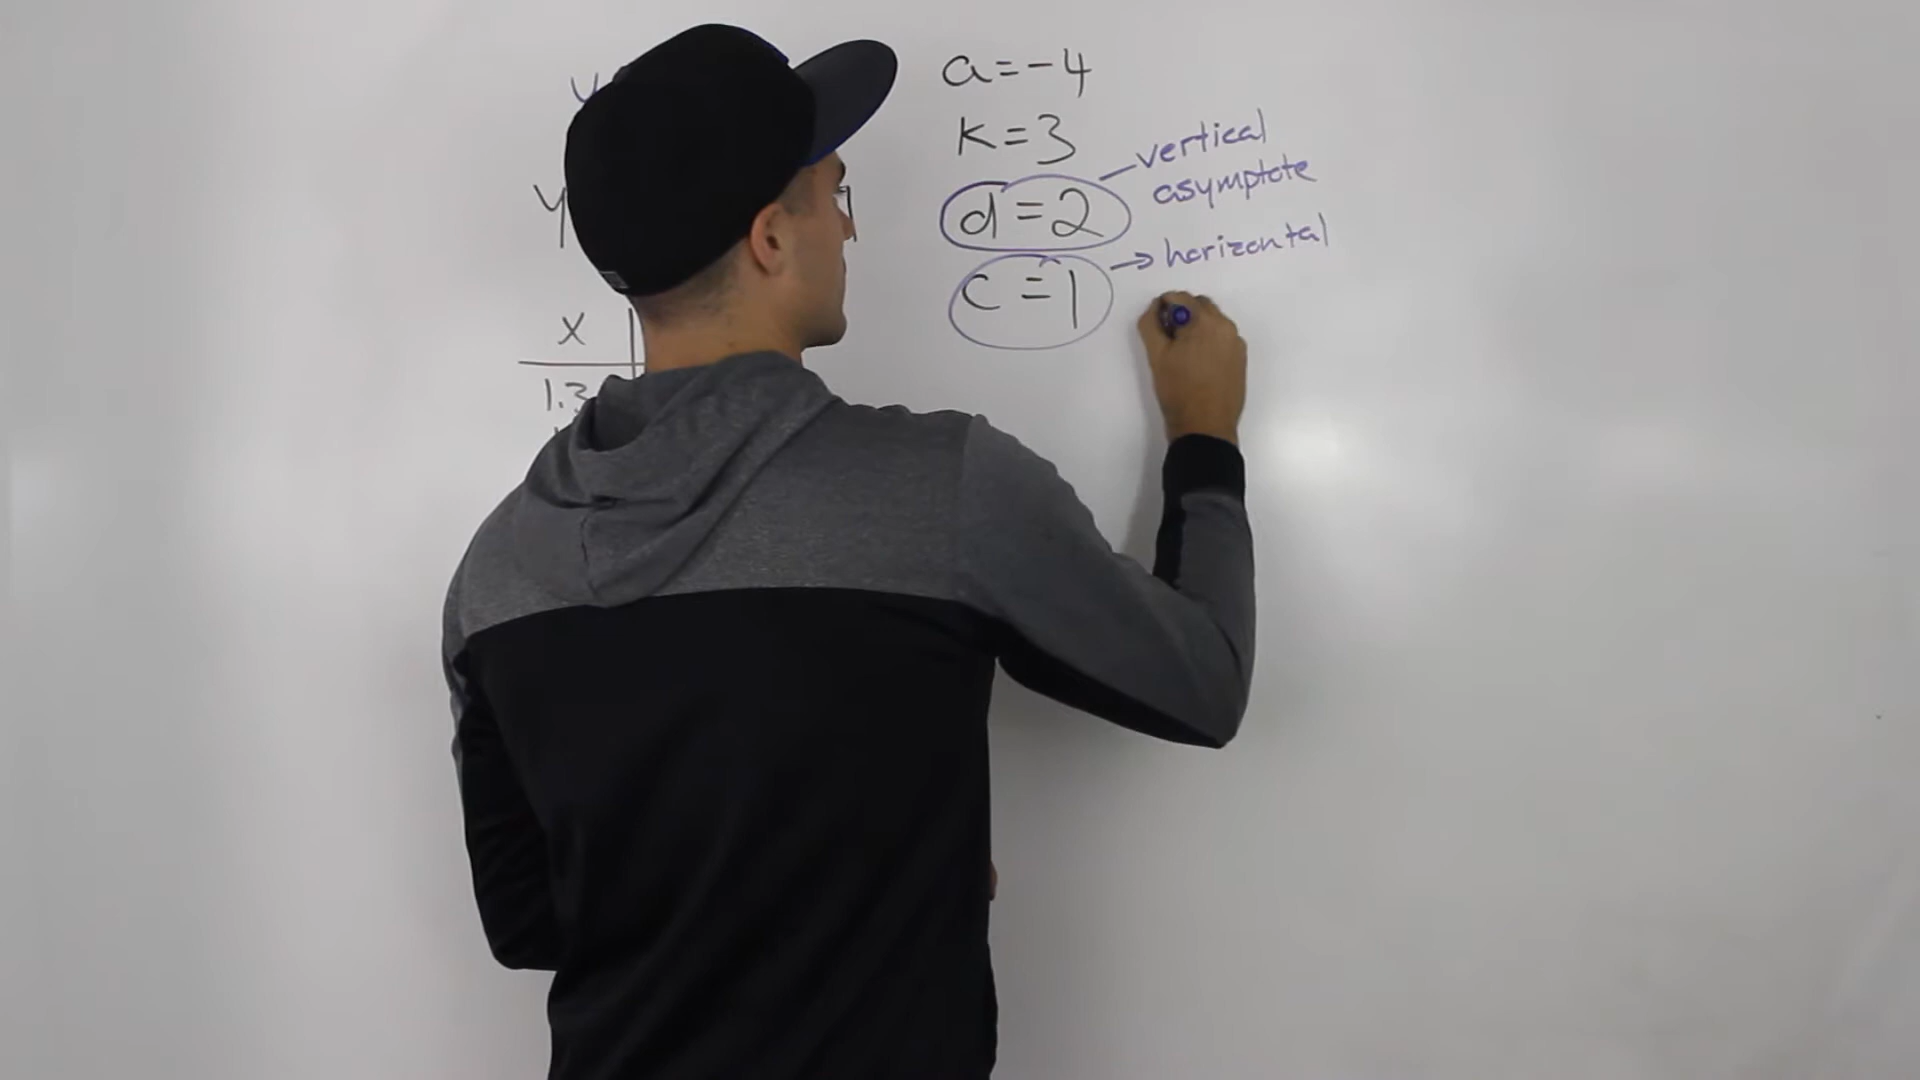 y
a=-4
K=3
vertical
asymptote
y
d=2
horizontal
c=1
x
1.3